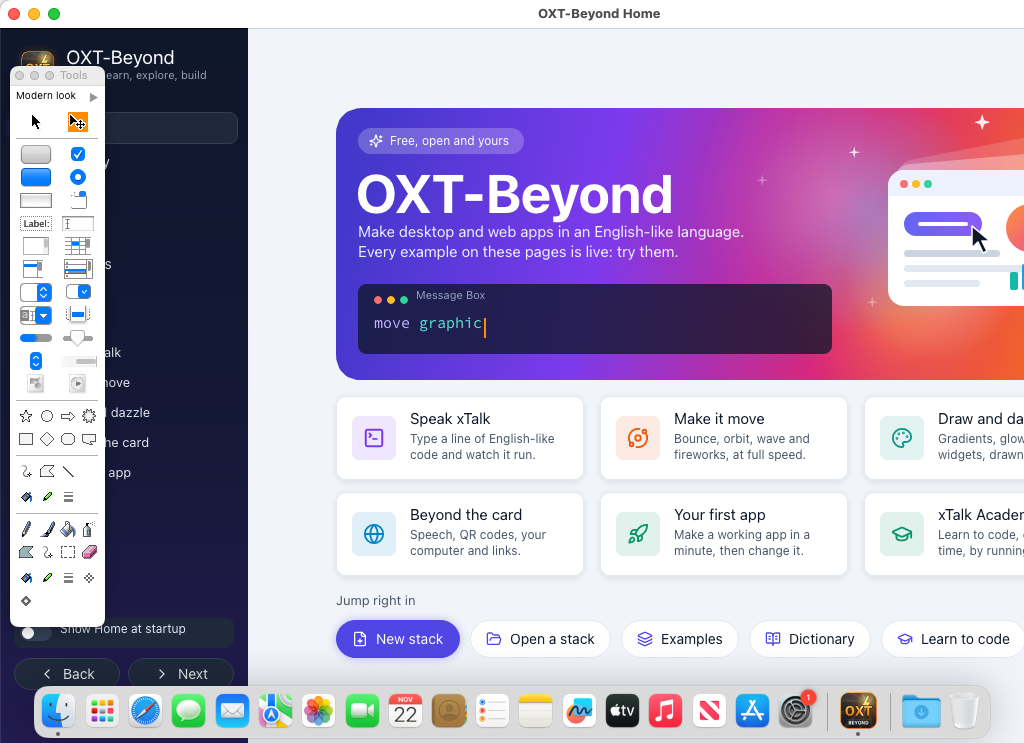 OXT-Beyond Home
OXT-Beyond
earn, explore, build
Tools
Modern look
Label:
alk
nove
dazzle
he card
app
Show Home at startup
Back
Next
Free, open and yours
OXT-Beyond
Make desktop and web apps in an English-like language.
Every example on these pages is live: try them.
Message Box
move graphic
Speak xTalk
Type a line of English-like
code and watch it run.
Make it move
Bounce, orbit, wave and
fireworks, at full speed.
Draw and da
Gradients, glow
widgets, drawn
Beyond the card
Speech, QR codes, your
computer and links.
Your first app
Make a working app in a
minute, then change it.
xTalk Acader
Learn to code,
time, by running
Jump right in
New stack
Open a stack
Examples
Dictionary
Learn to code
NOV
22
tv
1
OXT
BEYOND